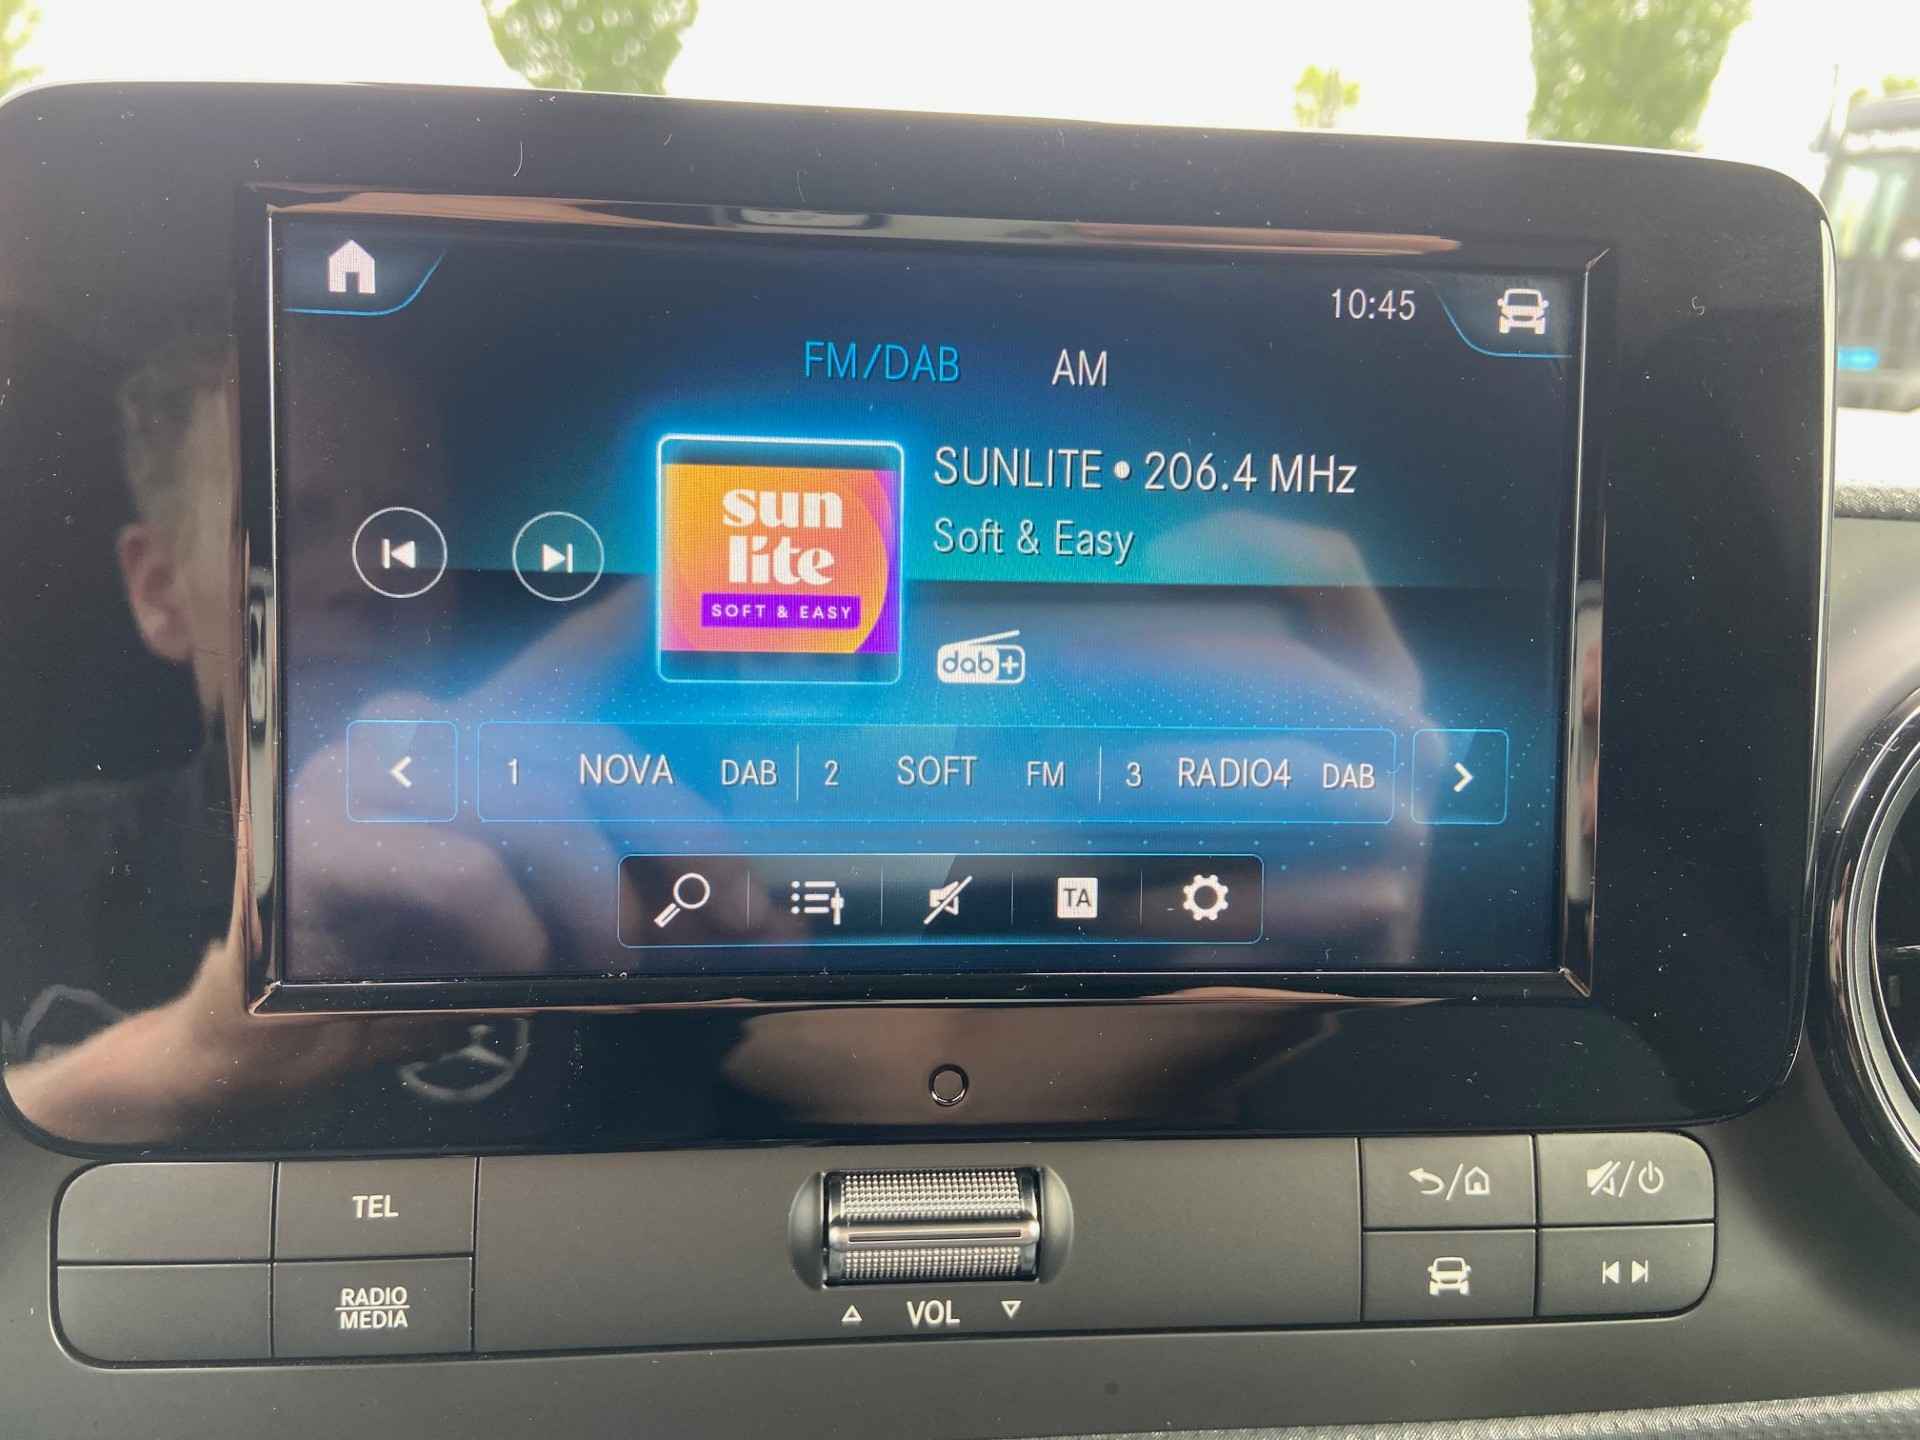 10:45
FM/DAB AM
sun
lite
SOFT & EASY
SUNLITE • 206.4 MHz
Soft & Easy
dab+
1 NOVA DAB 2 SOFT FM 3 RADIO4 DAB
TA
TEL
RADIO
MEDIA
VOL